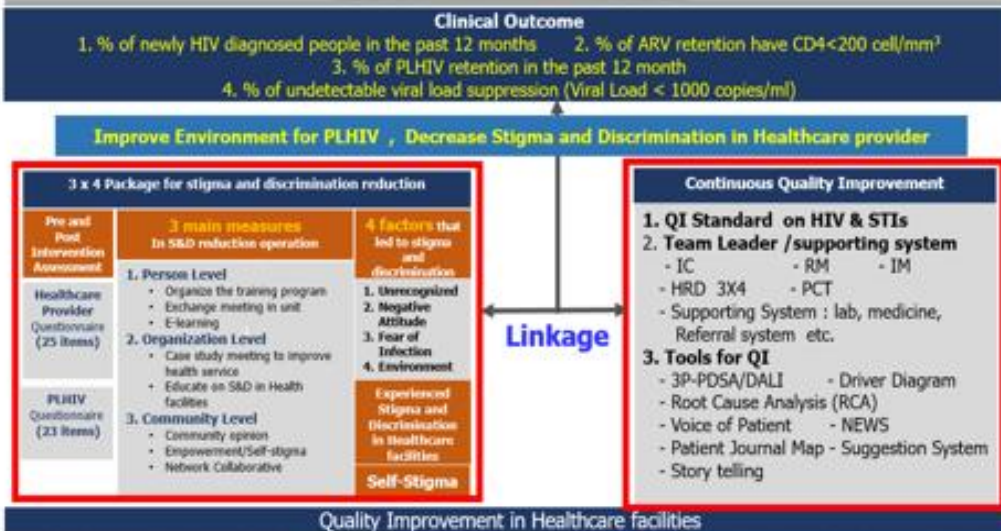 Clinical Outcome
1. % of newly HIV diagnosed people in the past 12 months 2. % of ARV retention have CD4<200 cell/mm³
3. % of PLHIV retention in the past 12 month
4. % of undetectable viral load suppression (Viral Load < 1000 copies/ml)
Improve Environment for PLHIV , Decrease Stigma and Discrimination in Healthcare provider
3 x 4 Package for stigma and discrimination reduction
Pre and
Post
Intervention
Assessment
Healthcare
Provider
Questionnaire
(25 items)
PLHIV
Questionnaire
(23 items)
3 main measures
In S&D reduction operation
1. Person Level
• Organize the training program
• Exchange meeting in unit
• E-learning
2. Organization Level
• Case study meeting to improve
health service
• Educate on S&D in Health
facilities
3. Community Level
• Community opinion
• Empowerment/Self-stigma
• Network Collaborative
4 factors that
led to stigma
and
discrimination
1. Unrecognized
2. Negative
Attitude
3. Fear of
Infection
4. Environment
Experienced
Stigma and
Discrimination
in Healthcare
facilities
Self-Stigma
Linkage
Continuous Quality Improvement
1. QI Standard on HIV & STIs
2. Team Leader /supporting system
- IC - RM - IM
- HRD 3X4 - PCT
- Supporting System : lab, medicine,
Referral system etc.
3. Tools for QI
- 3P-PDSA/DALI - Driver Diagram
- Root Cause Analysis (RCA)
- Voice of Patient - NEWS
- Patient Journal Map - Suggestion System
- Story telling
Quality Improvement in Healthcare facilities